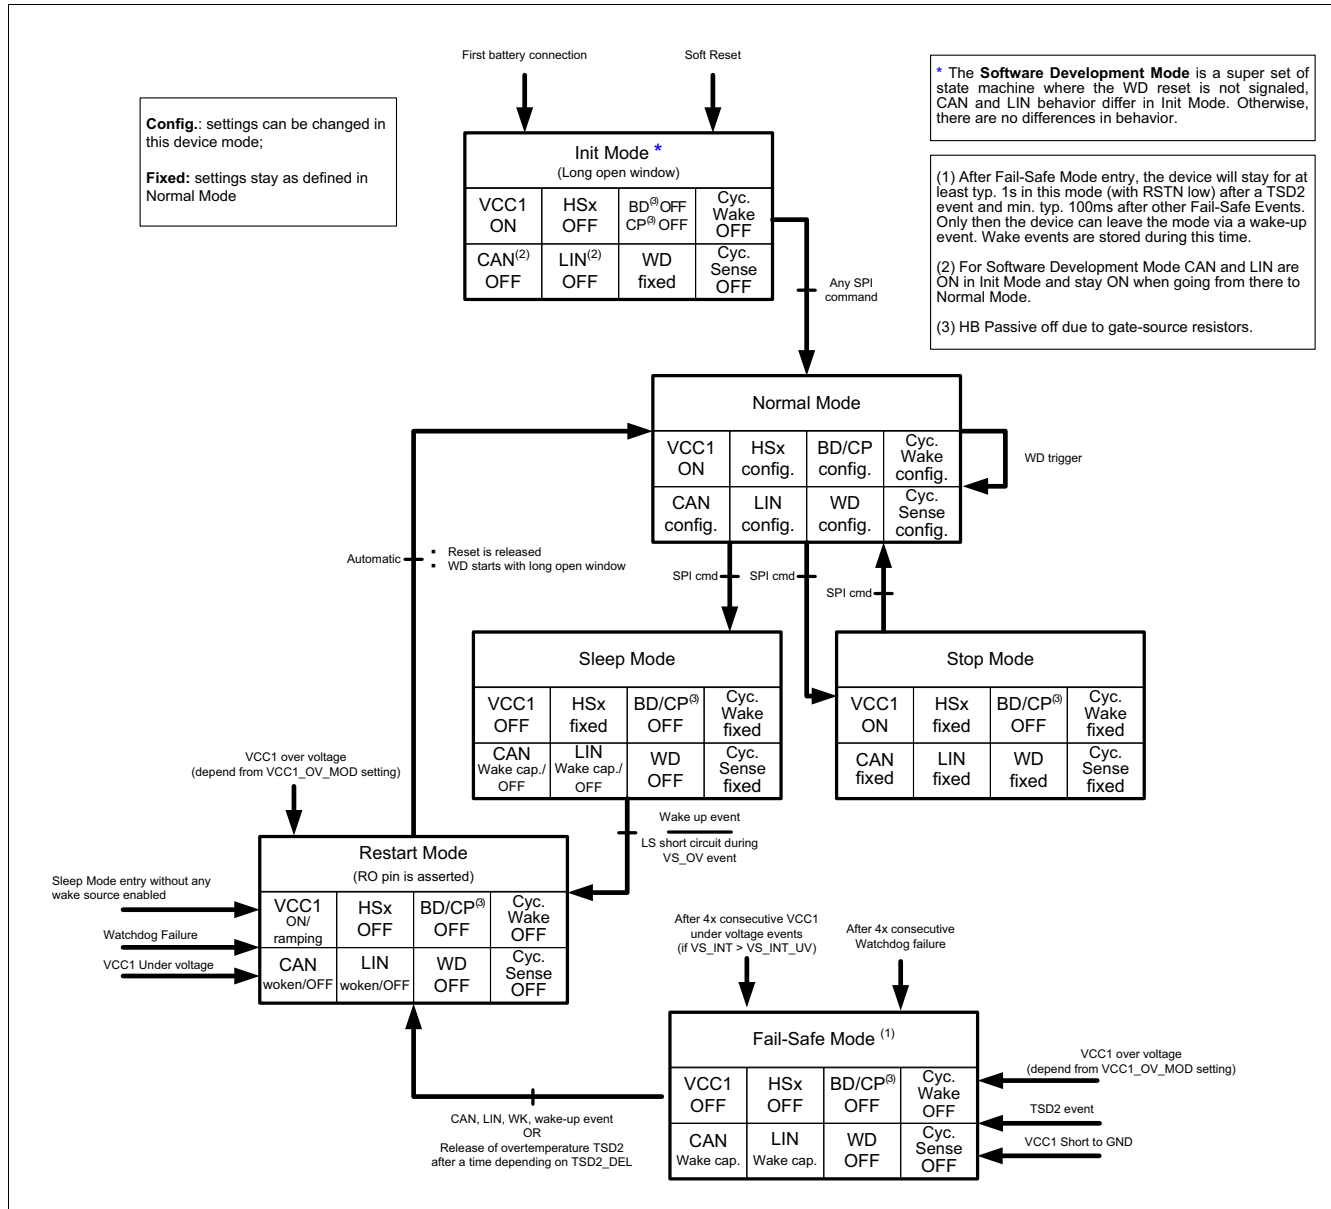 First battery connection
Soft Reset
Config.: settings can be changed in
this device mode;
Fixed: settings stay as defined in
Normal Mode
* The Software Development Mode is a super set of
state machine where the WD reset is not signaled,
CAN and LIN behavior differ in Init Mode. Otherwise,
there are no differences in behavior.
(1) After Fail-Safe Mode entry, the device will stay for at
least typ. 1s in this mode (with RSTN low) after a TSD2
event and min. typ. 100ms after other Fail-Safe Events.
Only then the device can leave the mode via a wake-up
event. Wake events are stored during this time.
(2) For Software Development Mode CAN and LIN are
ON in Init Mode and stay ON when going from there to
Normal Mode.
(3) HB Passive off due to gate-source resistors.
Init Mode *
(Long open window)
VCC1
ON
HSx
OFF
BD(3) OFF
CP(3) OFF
Cyc.
Wake
OFF
CAN(2)
OFF
LIN(2)
OFF
WD
fixed
Cyc.
Sense
OFF
Any SPI
command
Normal Mode
VCC1
ON
HSx
config.
BD/CP
config.
Cyc.
Wake
config.
CAN
config.
LIN
config.
WD
config.
Cyc.
Sense
config.
WD trigger
Automatic
▪ Reset is released
▪ WD starts with long open window
SPI cmd
SPI cmd
SPI cmd
Sleep Mode
VCC1
OFF
HSx
fixed
BD/CP(3)
OFF
Cyc.
Wake
fixed
CAN
Wake cap./
OFF
LIN
Wake cap./
OFF
WD
OFF
Cyc.
Sense
fixed
Stop Mode
VCC1
ON
HSx
fixed
BD/CP(3)
OFF
Cyc.
Wake
fixed
CAN
fixed
LIN
fixed
WD
fixed
Cyc.
Sense
fixed
VCC1 over voltage
(depend from VCC1_OV_MOD setting)
Wake up event
LS short circuit during
VS_OV event
Restart Mode
(RO pin is asserted)
VCC1
ON/
ramping
HSx
OFF
BD/CP(3)
OFF
Cyc.
Wake
OFF
CAN
woken/OFF
LIN
woken/OFF
WD
OFF
Cyc.
Sense
OFF
Sleep Mode entry without any
wake source enabled
Watchdog Failure
VCC1 Under voltage
After 4x consecutive VCC1
under voltage events
(if VS_INT > VS_INT_UV)
After 4x consecutive
Watchdog failure
Fail-Safe Mode (1)
VCC1
OFF
HSx
OFF
BD/CP(3)
OFF
Cyc.
Wake
OFF
CAN
Wake cap.
LIN
Wake cap.
WD
OFF
Cyc.
Sense
OFF
VCC1 over voltage
(depend from VCC1_OV_MOD setting)
TSD2 event
VCC1 Short to GND
CAN, LIN, WK, wake-up event
OR
Release of overtemperature TSD2
after a time depending on TSD2_DEL